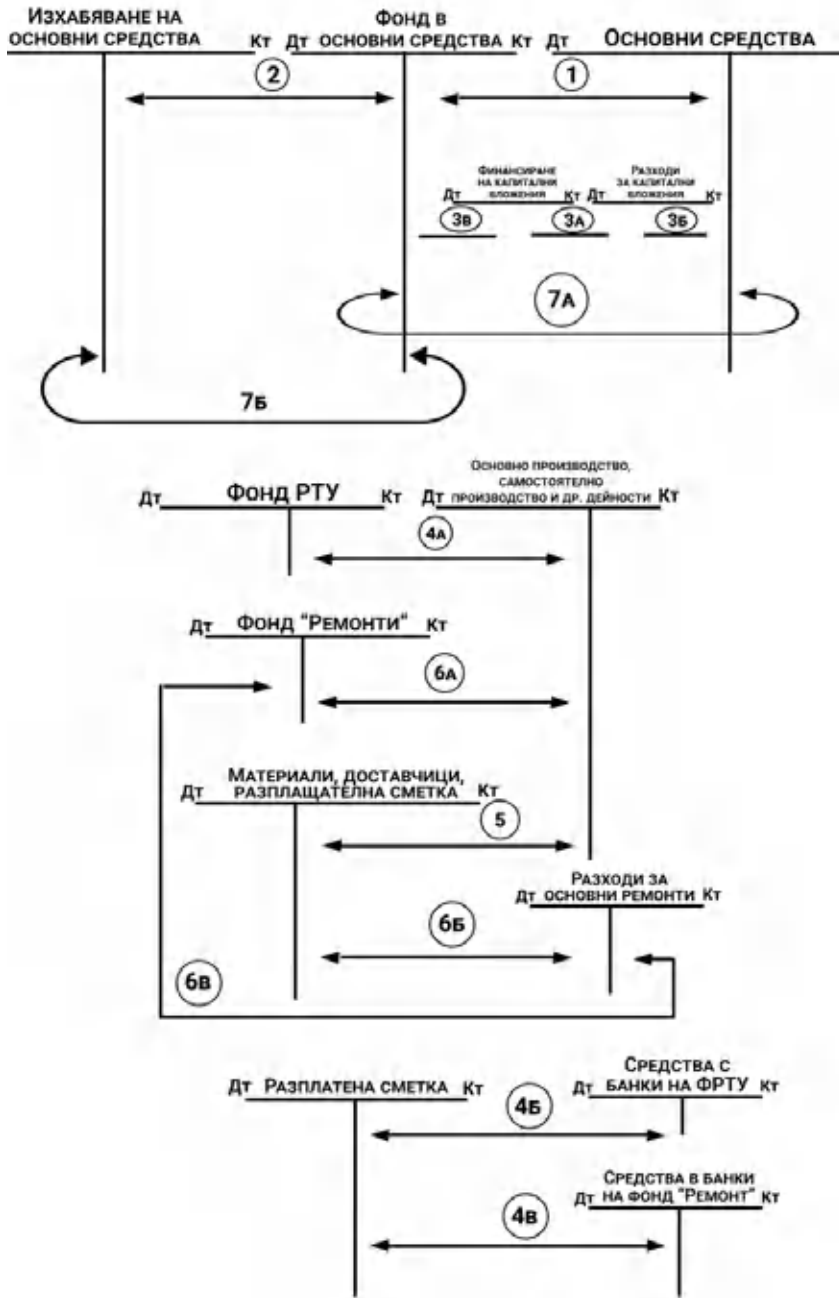 ИЗХАБЯВАНЕ НА
ОСНОВНИ СРЕДСТВА Кт
ФОНД В
Дт ОСНОВНИ СРЕДСТВА Кт
Дт ОСНОВНИ СРЕДСТВА
2
1
ФИНАНСИРАНЕ
НА КАПИТАЛНИ
Дт ВЛОЖЕНИЯ Кт
РАЗХОДИ
ЗА КАПИТАЛНИ
Дт ВЛОЖЕНИЯ Кт
3В
3А
3Б
7А
7Б
Дт ФОНД РТУ Кт
ОСНОВНО ПРОИЗВОДСТВО,
САМОСТОЯТЕЛНО
Дт ПРОИЗВОДСТВО И ДР. ДЕЙНОСТИ Кт
4А
Дт ФОНД "РЕМОНТИ" Кт
6А
МАТЕРИАЛИ, ДОСТАВЧИЦИ,
Дт РАЗПЛАЩАТЕЛНА СМЕТКА Кт
5
РАЗХОДИ ЗА
Дт ОСНОВНИ РЕМОНТИ Кт
6Б
6В
Дт РАЗПЛАТЕНА СМЕТКА Кт
СРЕДСТВА С
Дт БАНКИ НА ФРТУ Кт
4Б
СРЕДСТВА В БАНКИ
Дт НА ФОНД "РЕМОНТ" Кт
4В